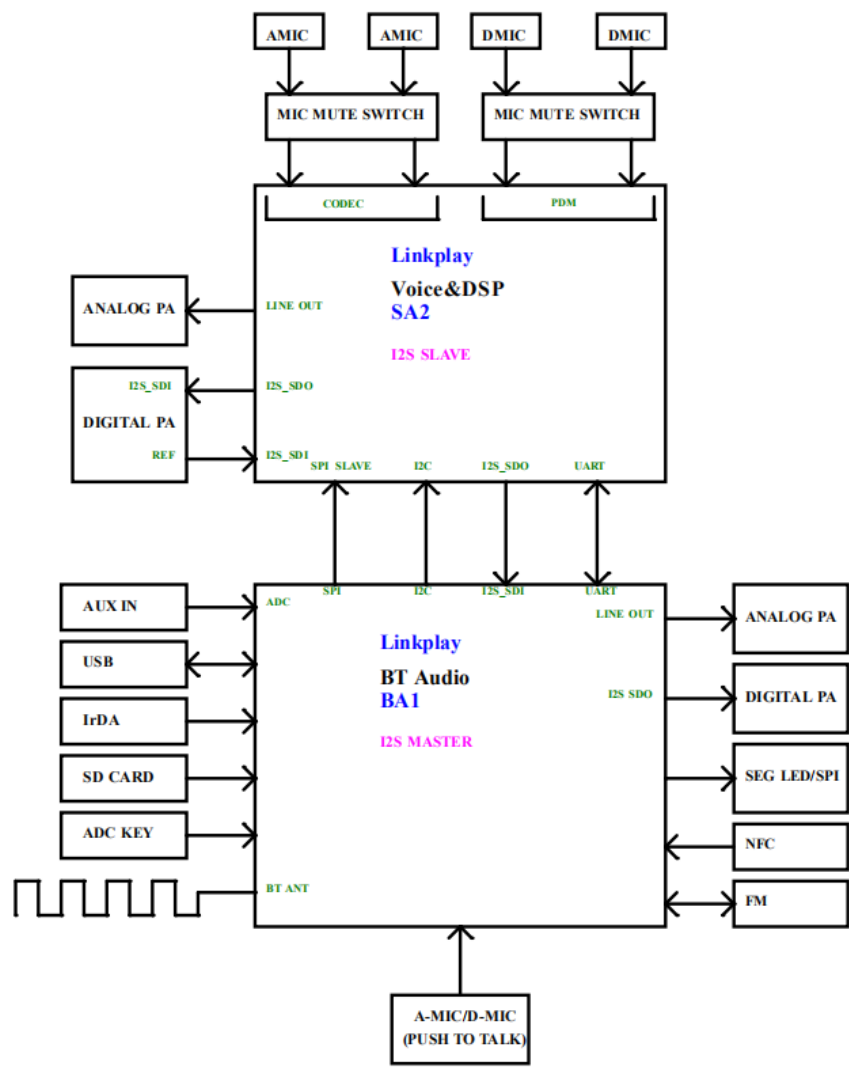 AMIC
AMIC
DMIC
DMIC
MIC MUTE SWITCH
MIC MUTE SWITCH
CODEC
PDM
Linkplay
Voice&DSP
SA2
I2S SLAVE
ANALOG PA
LINE OUT
I2S_SDI
I2S_SDO
DIGITAL PA
REF
I2S_SDI
SPI SLAVE
I2C
I2S_SDO
UART
SPI
I2C
I2S_SDI
UART
AUX IN
ADC
LINE OUT
ANALOG PA
Linkplay
BT Audio
BA1
I2S MASTER
USB
I2S SDO
DIGITAL PA
IrDA
SD CARD
SEG LED/SPI
ADC KEY
NFC
BT ANT
FM
A-MIC/D-MIC
(PUSH TO TALK)